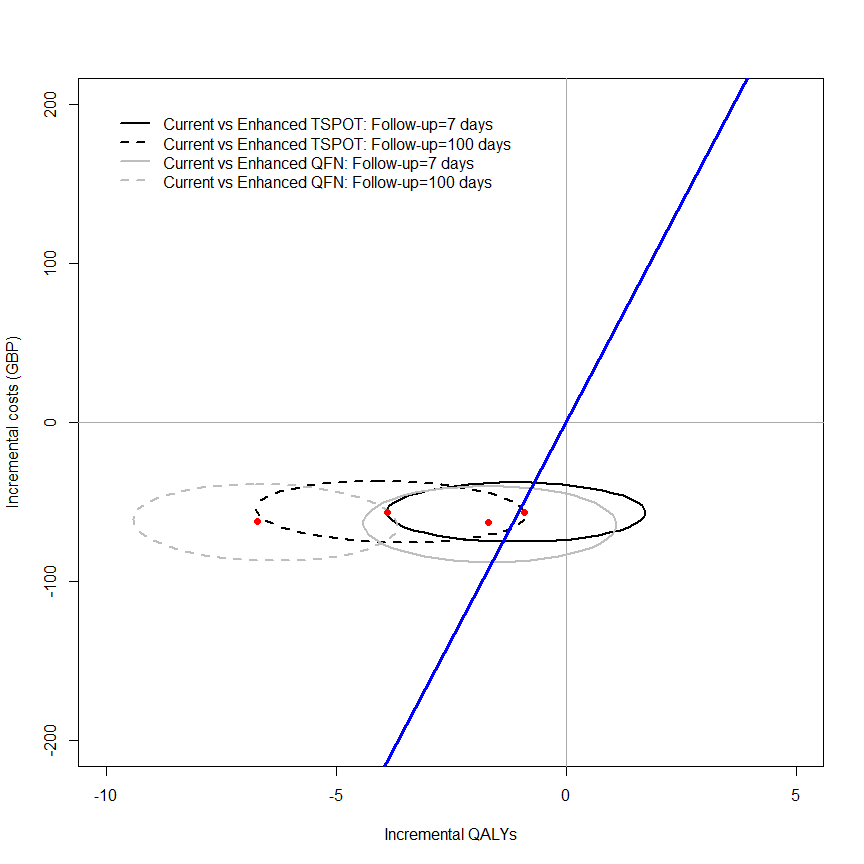 Current vs Enhanced TSPOT: Follow-up=7 days
Current vs Enhanced TSPOT: Follow-up=100 days
Current vs Enhanced QFN: Follow-up=7 days
Current vs Enhanced QFN: Follow-up=100 days
Incremental costs (GBP)
200
100
0
-100
-200
-10
-5
0
5
Incremental QALYs